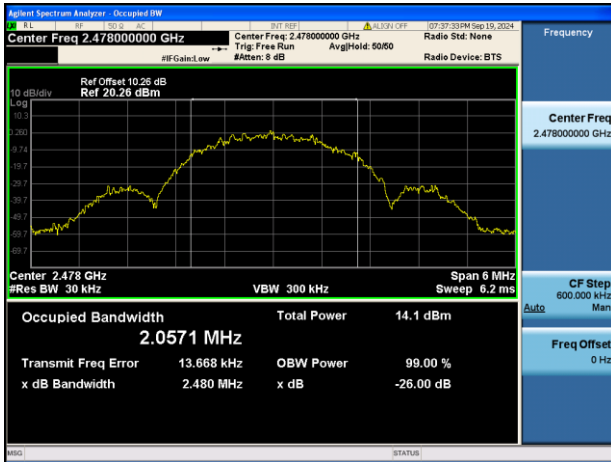 Agilent Spectrum Analyzer - Occupied BW
RL RF 50 Ω AC INT REF ALIGN OFF 07:37:33 PM Sep 19, 2024
Center Freq 2.478000000 GHz Center Freq: 2.478000000 GHz Radio Std: None Frequency
Trig: Free Run Avg|Hold: 50/50
#IFGain:Low #Atten: 8 dB Radio Device: BTS
Ref Offset 10.26 dB
10 dB/div Ref 20.26 dBm
Log
10.3
0.260
-9.74
-19.7
-29.7
-39.7
-49.7
-59.7
-69.7
Center Freq
2.478000000 GHz
Center 2.478 GHz Span 6 MHz
#Res BW 30 kHz VBW 300 kHz Sweep 6.2 ms
CF Step
600.000 kHz
Auto Man
Occupied Bandwidth Total Power 14.1 dBm
2.0571 MHz
Freq Offset
0 Hz
Transmit Freq Error 13.668 kHz OBW Power 99.00 %
x dB Bandwidth 2.480 MHz x dB -26.00 dB
MSG STATUS